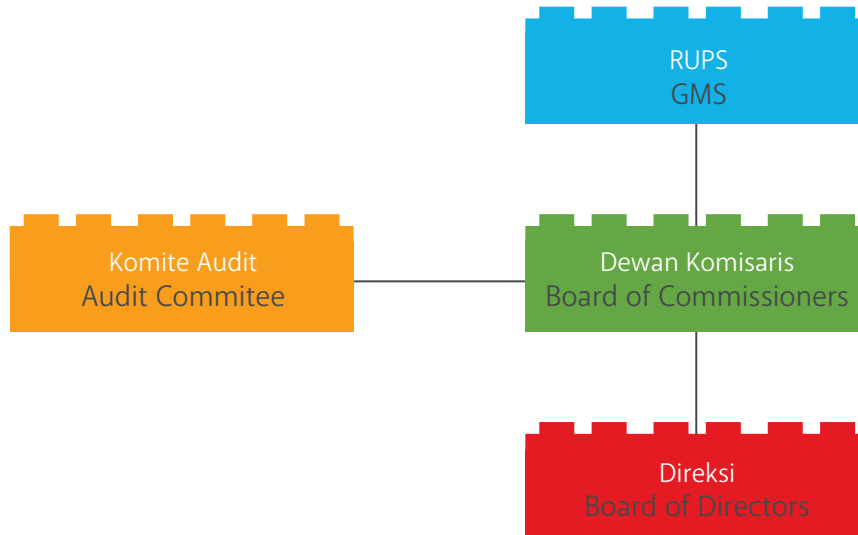 RUPS
GMS
Komite Audit
Audit Commitee
Dewan Komisaris
Board of Commissioners
Direksi
Board of Directors